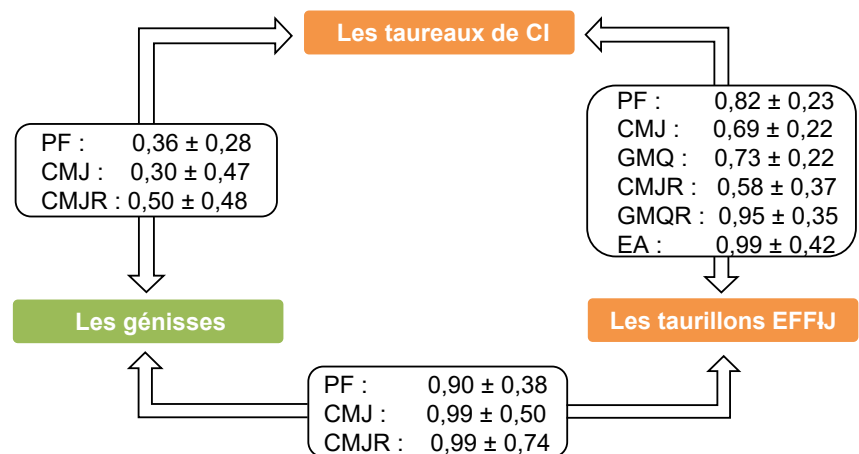 Les taureaux de CI
PF : 0,36 ± 0,28
CMJ : 0,30 ± 0,47
CMJR : 0,50 ± 0,48
PF : 0,82 ± 0,23
CMJ : 0,69 ± 0,22
GMQ : 0,73 ± 0,22
CMJR : 0,58 ± 0,37
GMQR : 0,95 ± 0,35
EA : 0,99 ± 0,42
Les génisses
Les taurillons EFFIJ
PF : 0,90 ± 0,38
CMJ : 0,99 ± 0,50
CMJR : 0,99 ± 0,74